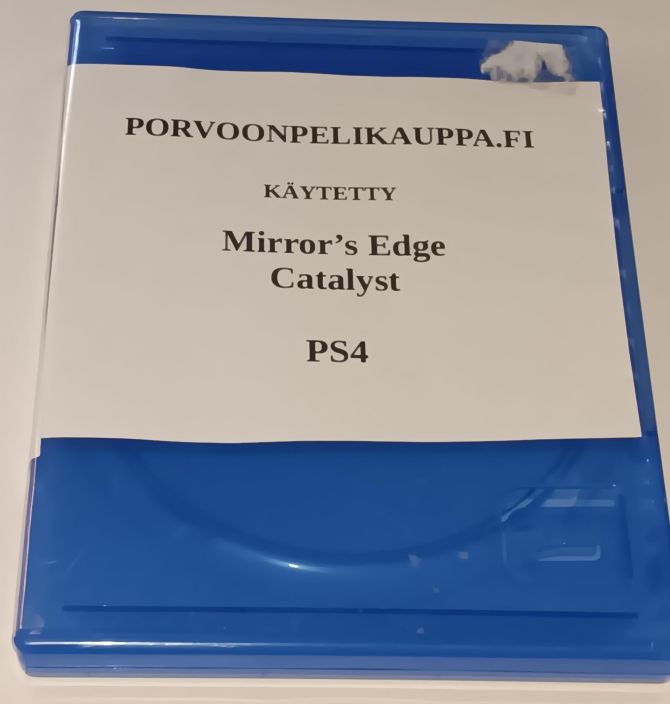 PORVOONPELIKAUPPA.FI
KÄYTETTY
Mirror’s Edge
Catalyst
PS4